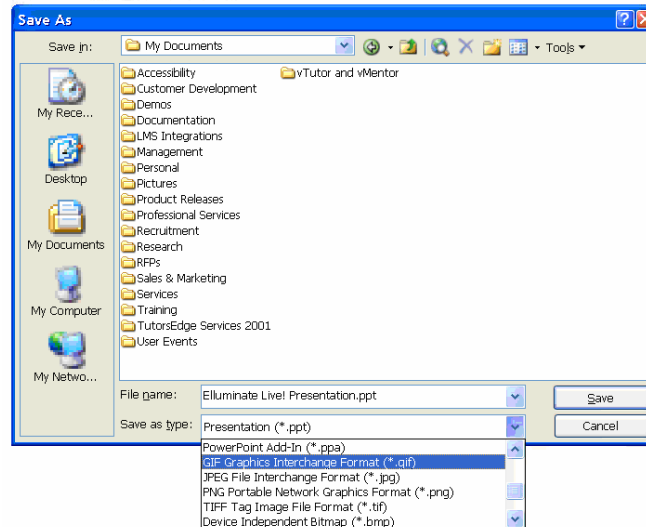 Save As
Save in:
My Documents
Tools
Accessibility
vTutor and vMentor
Customer Development
Demos
Documentation
LMS Integrations
Management
Personal
Pictures
Product Releases
Professional Services
Recruitment
Research
RFPs
Sales & Marketing
Services
Training
TutorsEdge Services 2001
User Events
My Rece...
Desktop
My Documents
My Computer
My Netwo...
File name:
Elluminate Live! Presentation.ppt
Save
Save as type:
Presentation (*.ppt)
Cancel
PowerPoint Add-In (*.ppa)
GIF Graphics Interchange Format (*.gif)
JPEG File Interchange Format (*.jpg)
PNG Portable Network Graphics Format (*.png)
TIFF Tag Image File Format (*.tif)
Device Independent Bitmap (*.bmp)